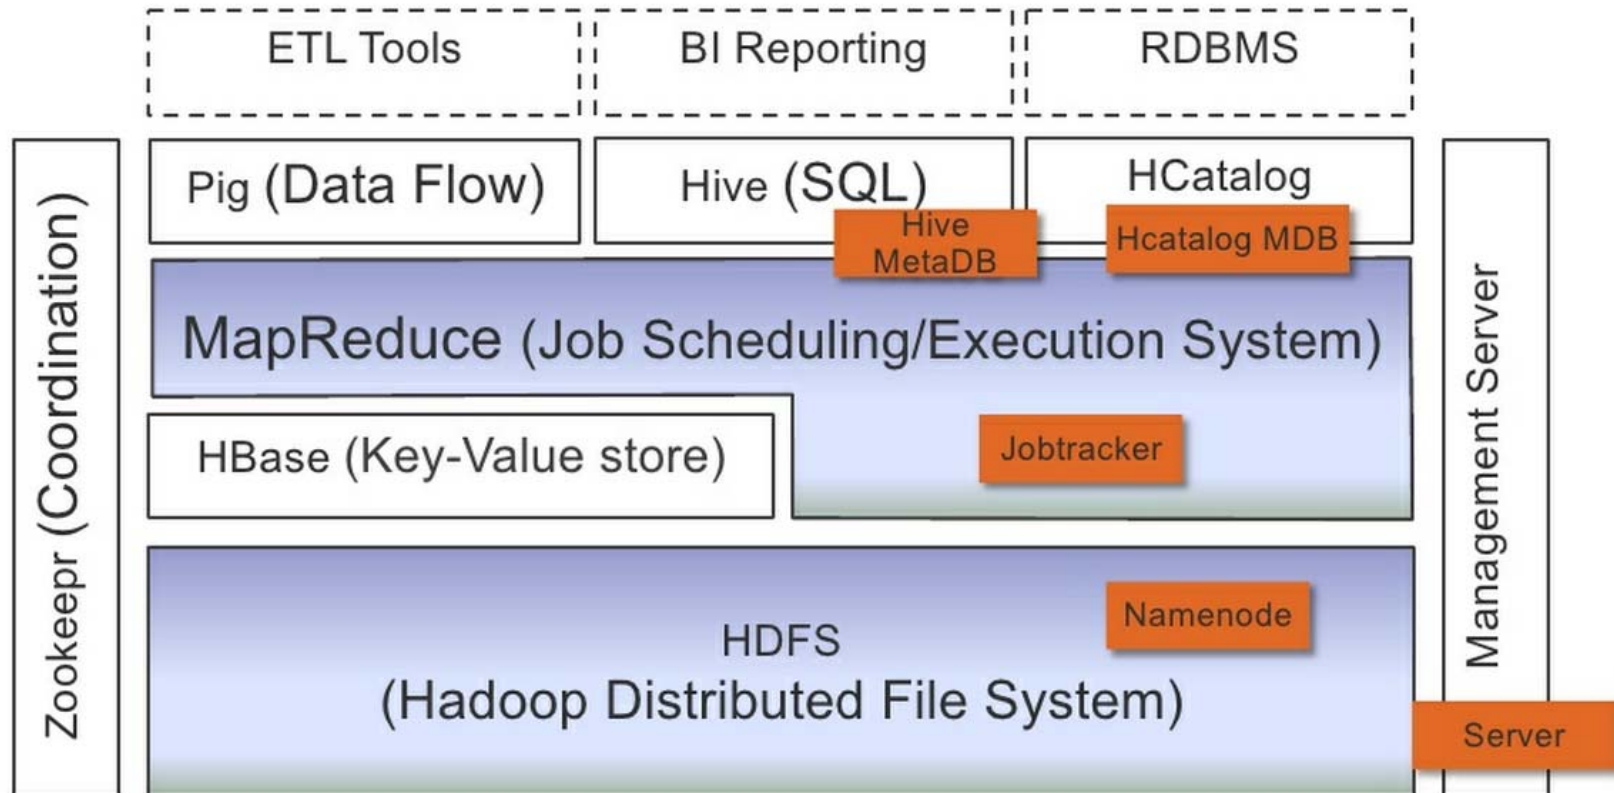 ETL Tools
BI Reporting
RDBMS
Pig (Data Flow)
Hive (SQL)
HCatalog
Hive
MetaDB
Hcatalog MDB
MapReduce (Job Scheduling/Execution System)
HBase (Key-Value store)
Jobtracker
Namenode
HDFS
(Hadoop Distributed File System)
Zookeepr (Coordination)
Management Server
Server